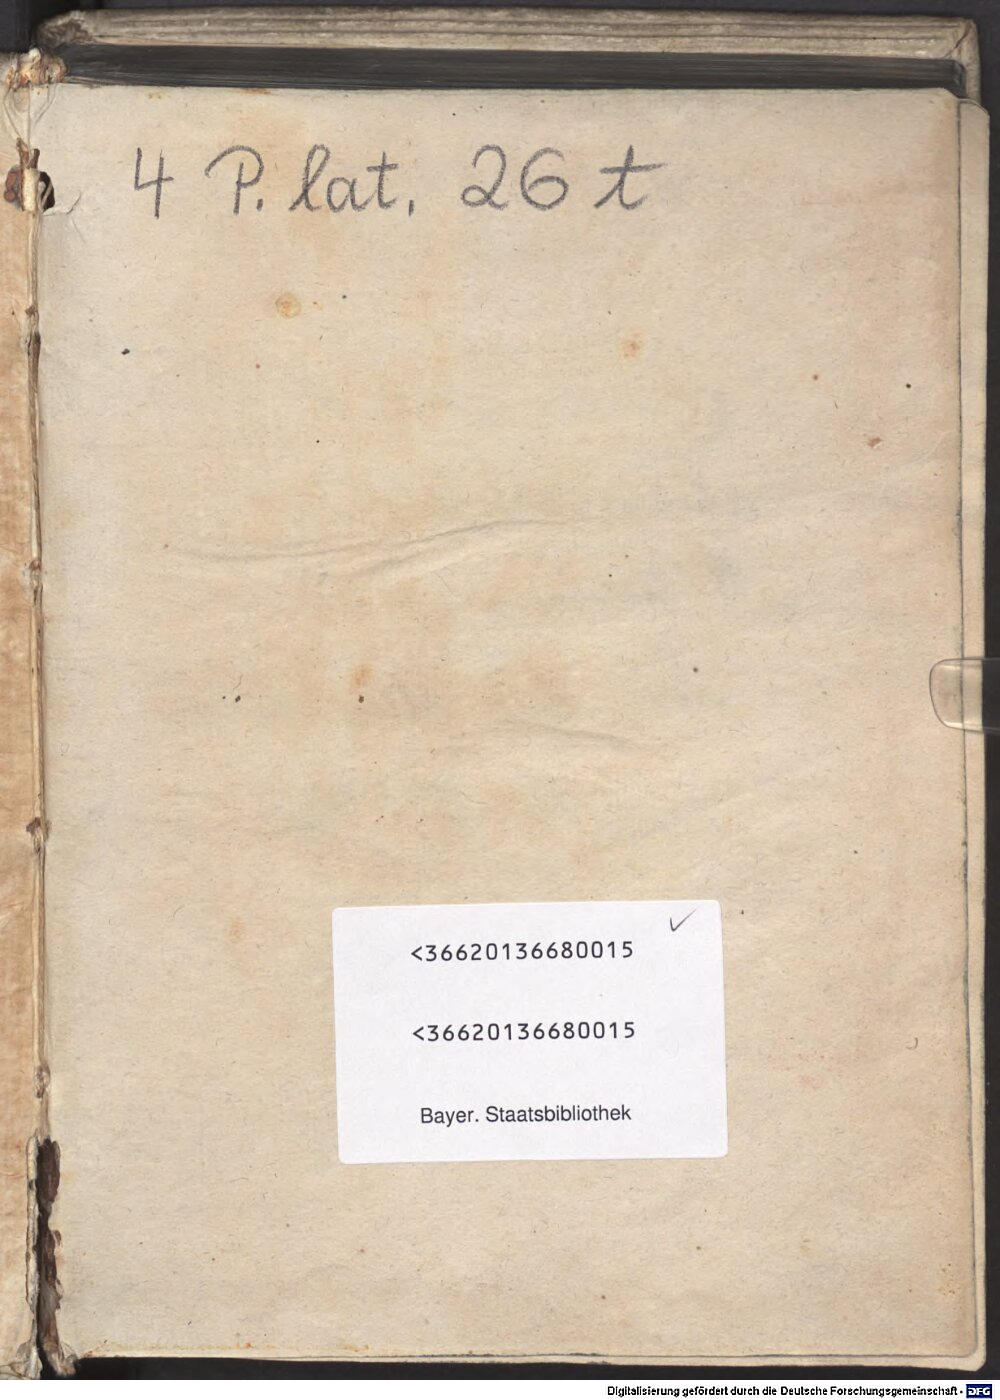 4 P. lat. 26 t
<36620136680015
<36620136680015
Bayer. Staatsbibliothek
Digitalisierung gefördert durch die Deutsche Forschungsgemeinschaft - DFG